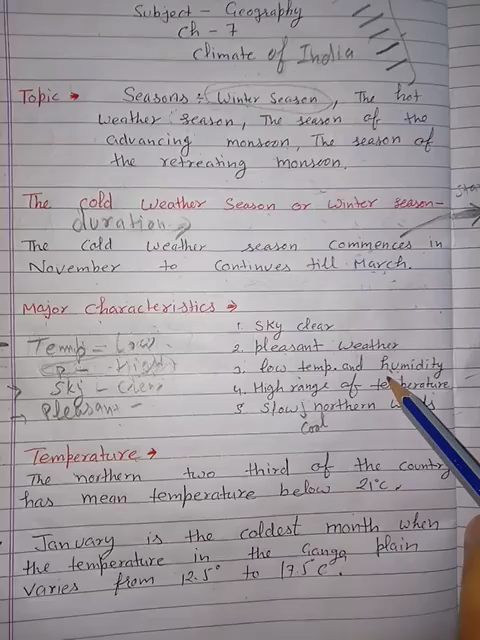 Subject - Geography
Ch - 7
Climate of India
Topic → Seasons : Winter Season, The hot
weather season, The season of the
advancing monsoon, The season of
the retreating monsoon.
The cold weather Season or Winter season-
duration →
The cold weather season commences in
November to continues till March.
Major Characteristics →
Temp = Low.
P - High
Sky - Clear
→ Pleasant -
1. Sky clear
2. pleasant weather
3. low temp. and humidity
4. High range of temperature
5. Slow, northern winds
Cool
Temperature →
The northern two third of the country
has mean temperature below 21°C.
January is the coldest month when
the temperature in the Ganga plain
varies from 12.5° to 17.5°C.